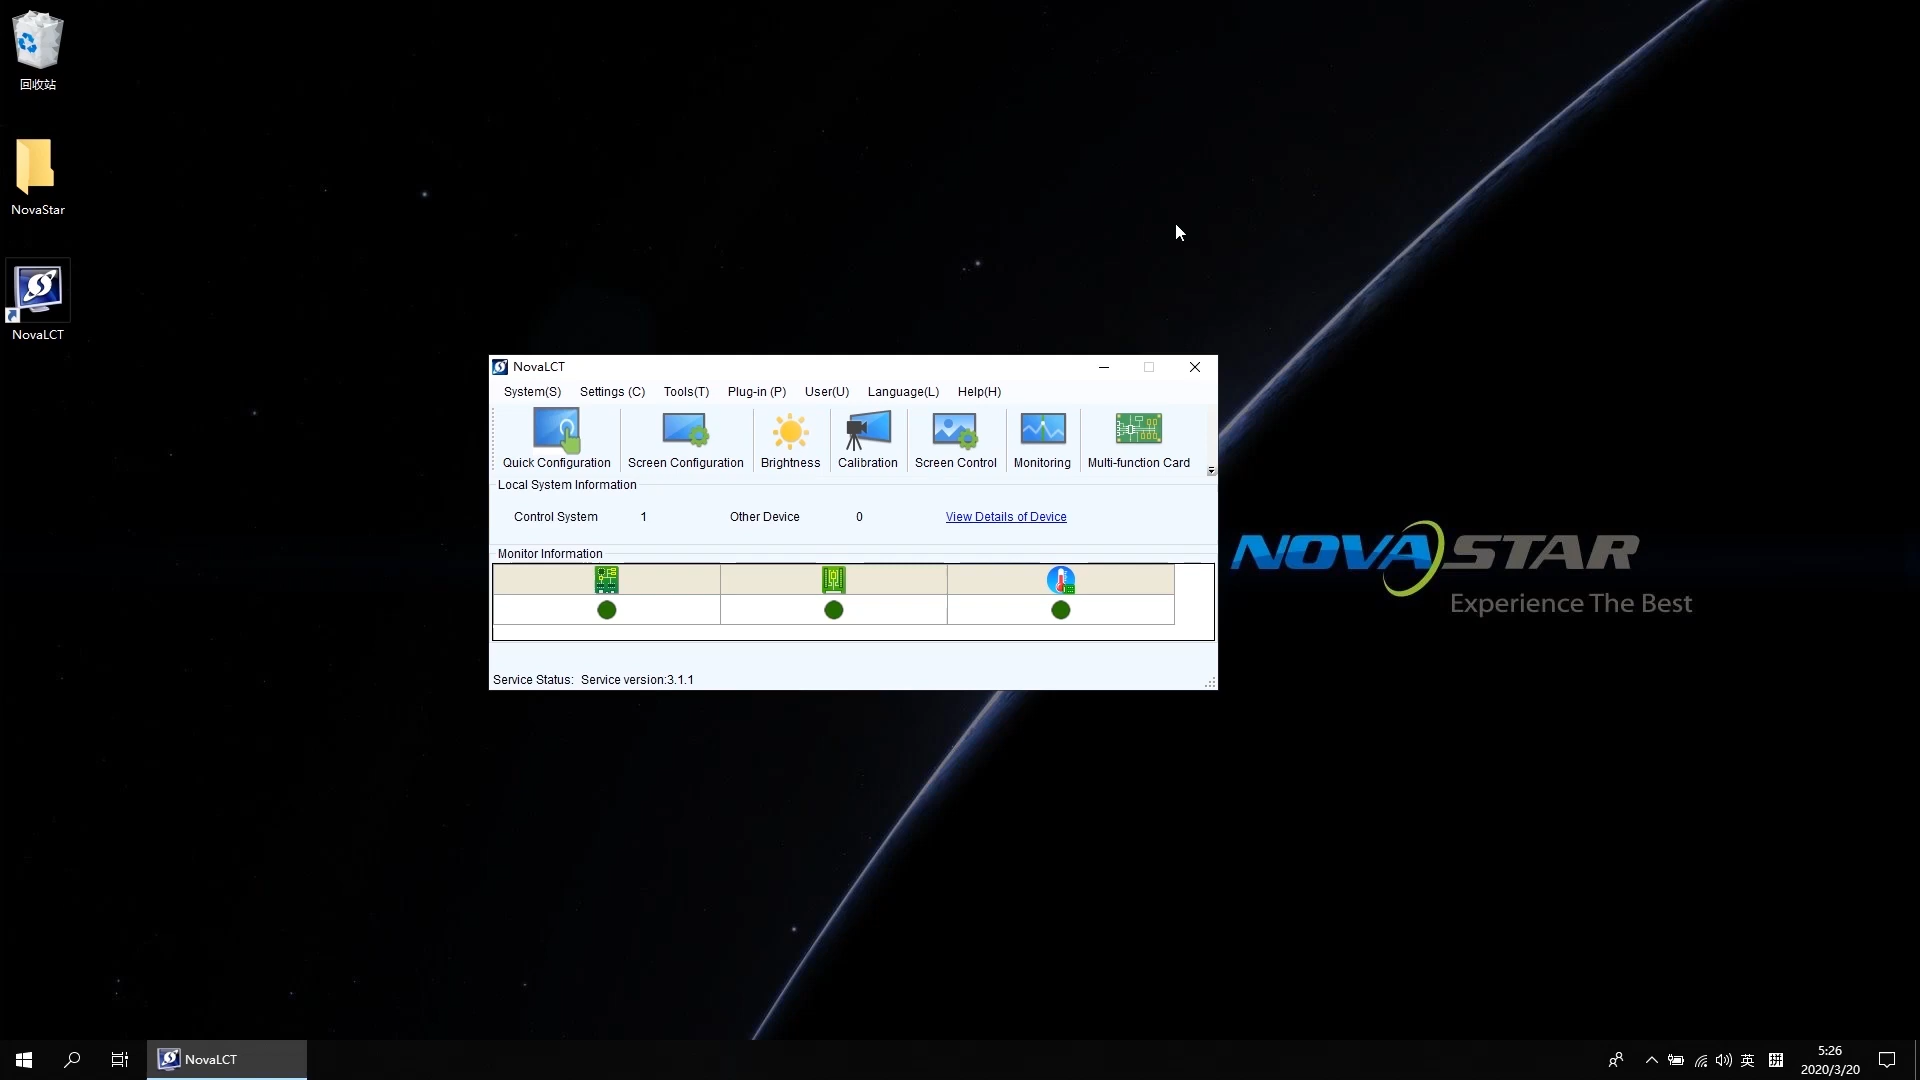 回收站
NovaStar
NovaLCT
NovaLCT
System(S) Settings (C) Tools(T) Plug-in (P) User(U) Language(L) Help(H)
Quick Configuration Screen Configuration Brightness Calibration Screen Control Monitoring Multi-function Card
Local System Information
Control System 1 Other Device 0 View Details of Device
Monitor Information
Service Status: Service version:3.1.1
NOVASTAR
Experience The Best
NovaLCT
英
拼
5:26
2020/3/20